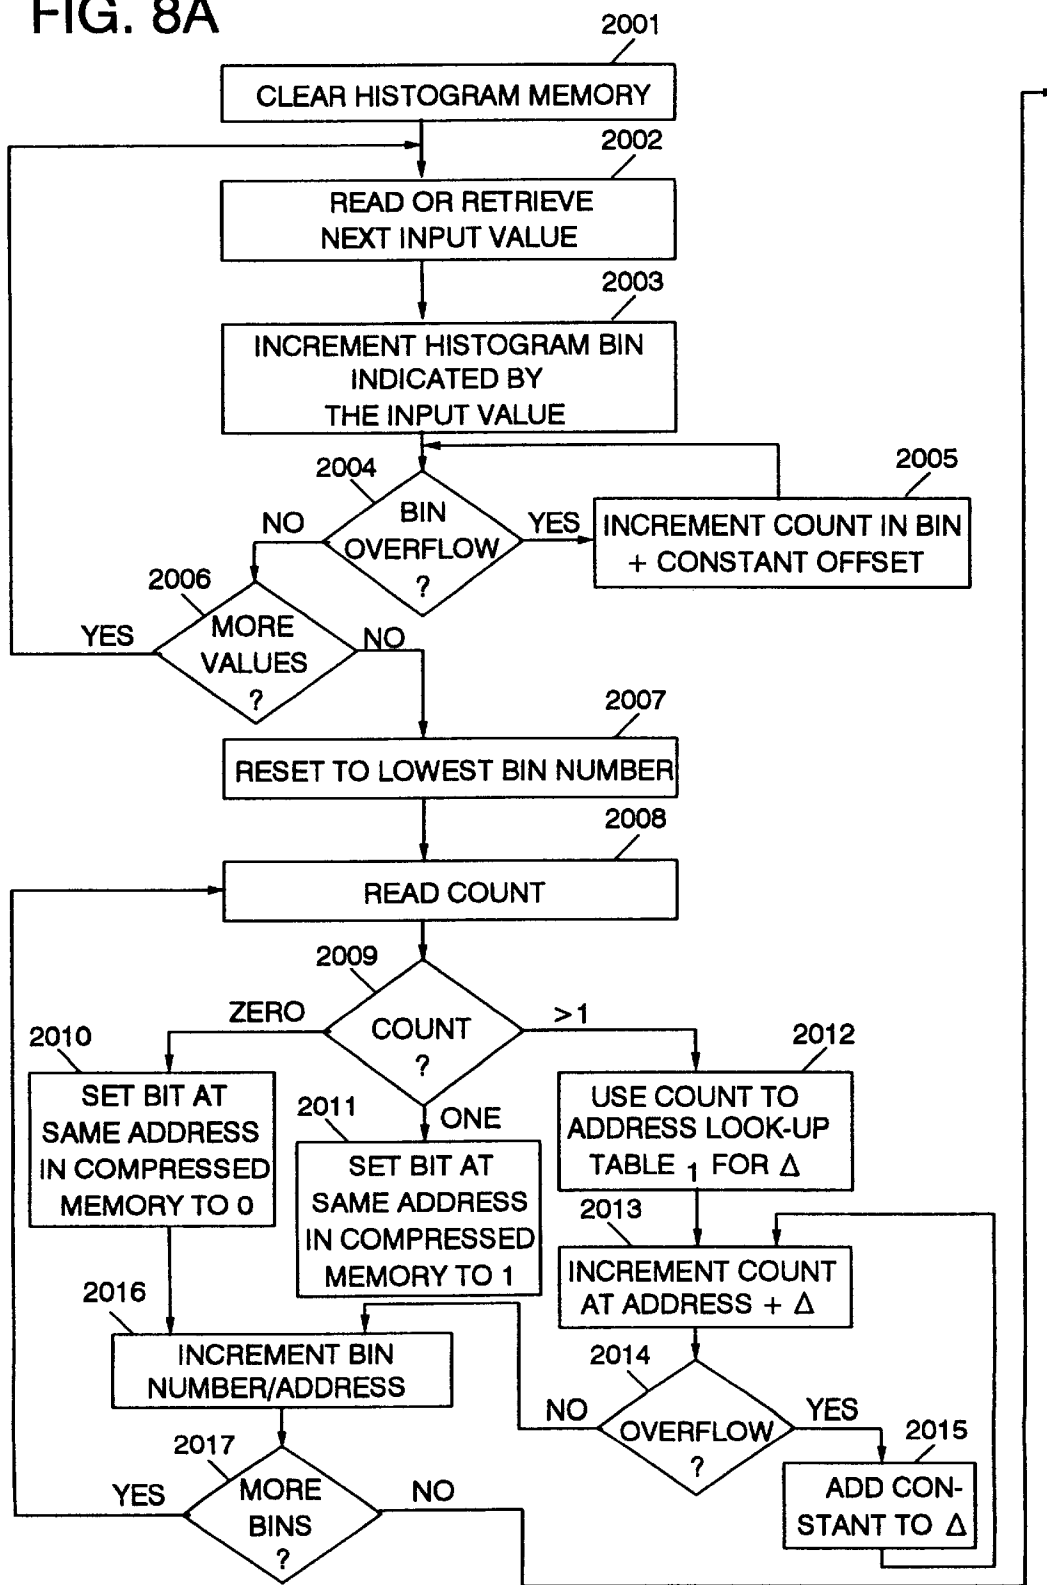 FIG. 8A
2001
CLEAR HISTOGRAM MEMORY
2002
READ OR RETRIEVE
NEXT INPUT VALUE
2003
INCREMENT HISTOGRAM BIN
INDICATED BY
THE INPUT VALUE
2004
BIN
OVERFLOW
?
NO
YES
2005
INCREMENT COUNT IN BIN
+ CONSTANT OFFSET
2006
MORE
VALUES
?
YES
NO
2007
RESET TO LOWEST BIN NUMBER
2008
READ COUNT
2009
COUNT
?
ZERO
ONE
>1
2010
SET BIT AT
SAME ADDRESS
IN COMPRESSED
MEMORY TO 0
2011
SET BIT AT
SAME ADDRESS
IN COMPRESSED
MEMORY TO 1
2012
USE COUNT TO
ADDRESS LOOK-UP
TABLE 1 FOR Δ
2013
INCREMENT COUNT
AT ADDRESS + Δ
2014
OVERFLOW
?
NO
YES
2015
ADD CON-
STANT TO Δ
2016
INCREMENT BIN
NUMBER/ADDRESS
2017
MORE
BINS
?
YES
NO